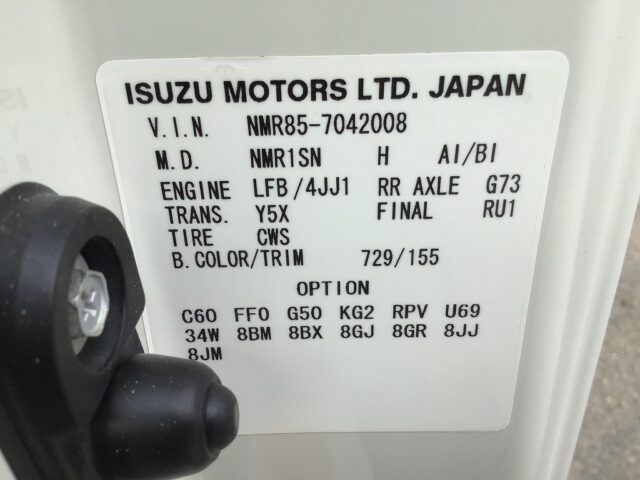 ISUZU MOTORS LTD. JAPAN
V.I.N. NMR85-7042008
M.D. NMR1SN H AI/BI
ENGINE LFB/4JJ1 RR AXLE G73
TRANS. Y5X FINAL RU1
TIRE CWS
B.COLOR/TRIM 729/155
OPTION
C60 FF0 G50 KG2 RPV U69
34W 8BM 8BX 8GJ 8GR 8JJ
8JM